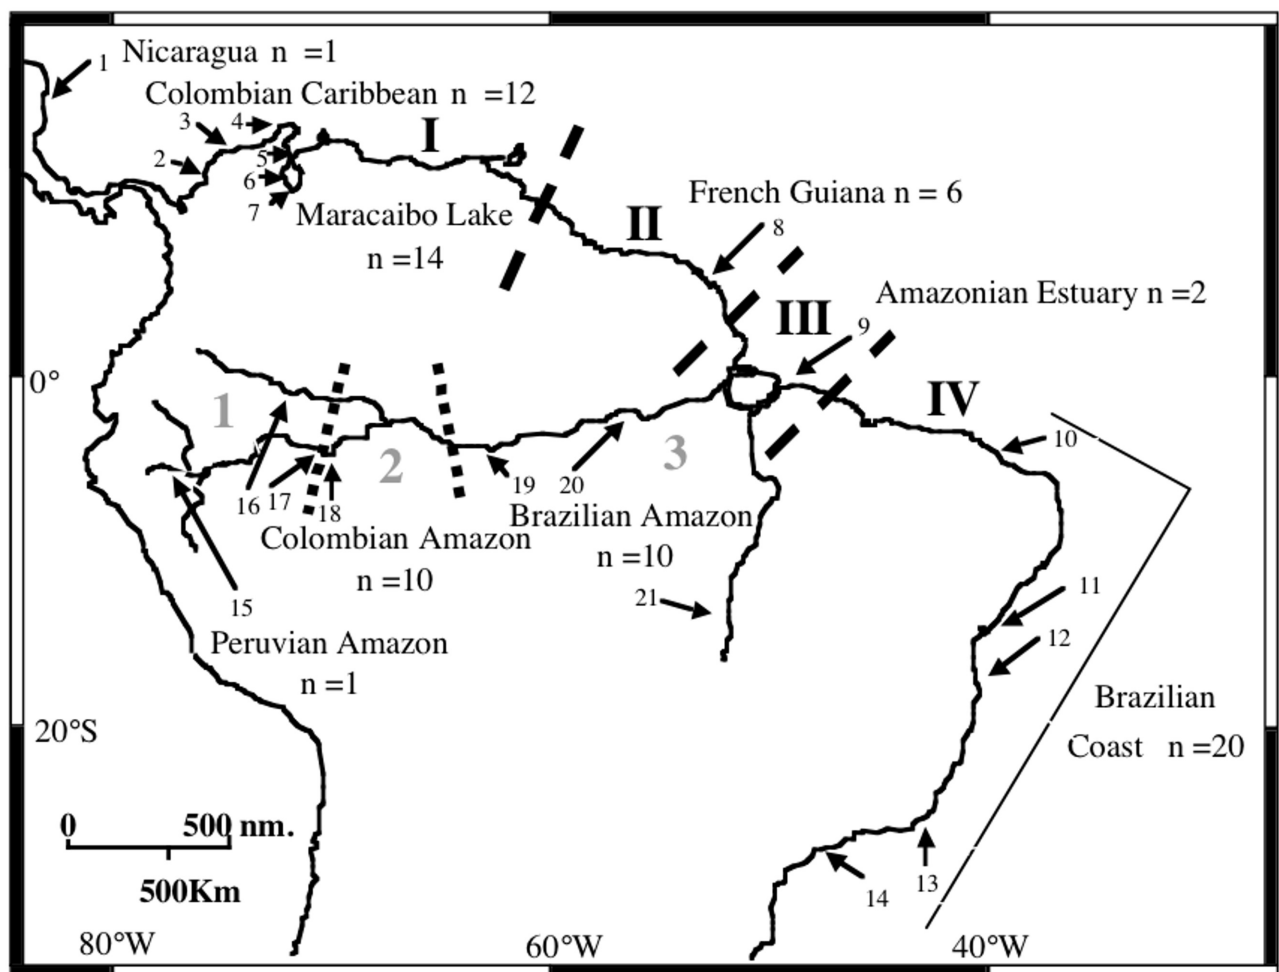 1 Nicaragua n =1
Colombian Caribbean n =12
3 4 I
2 5
6
7
Maracaibo Lake
n =14
French Guiana n = 6
II 8
Amazonian Estuary n =2
III 9
0°
IV
1
10
2 3
16 17 18 19 20
Brazilian Amazon
n =10
Colombian Amazon
n =10
21
15
11
12
Peruvian Amazon
n =1
Brazilian
Coast n =20
20°S
0 500 nm.
500Km
14 13
80°W 60°W 40°W